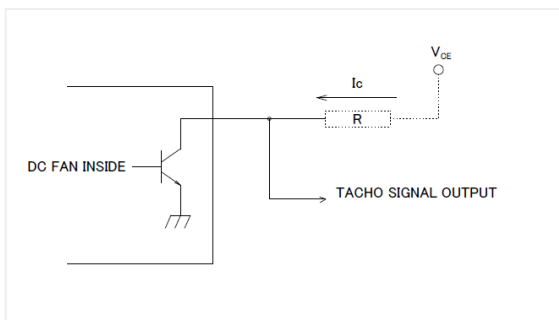 VCE
Ic
R
DC FAN INSIDE
TACHO SIGNAL OUTPUT